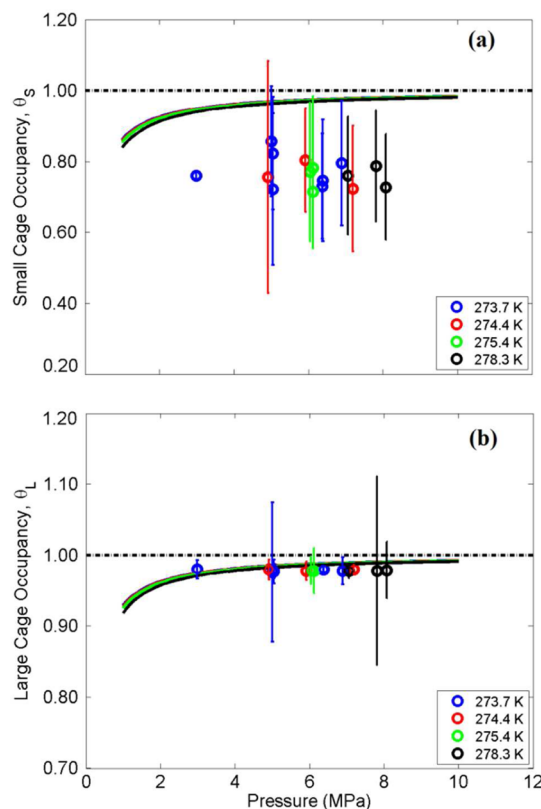 (a)
Small Cage Occupancy, θS
1.20
1.00
0.80
0.60
0.40
0.20
273.7 K
274.4 K
275.4 K
278.3 K
(b)
Large Cage Occupancy, θL
1.20
1.10
1.00
0.90
0.80
0.70
273.7 K
274.4 K
275.4 K
278.3 K
0 2 4 6 8 10 12
Pressure (MPa)